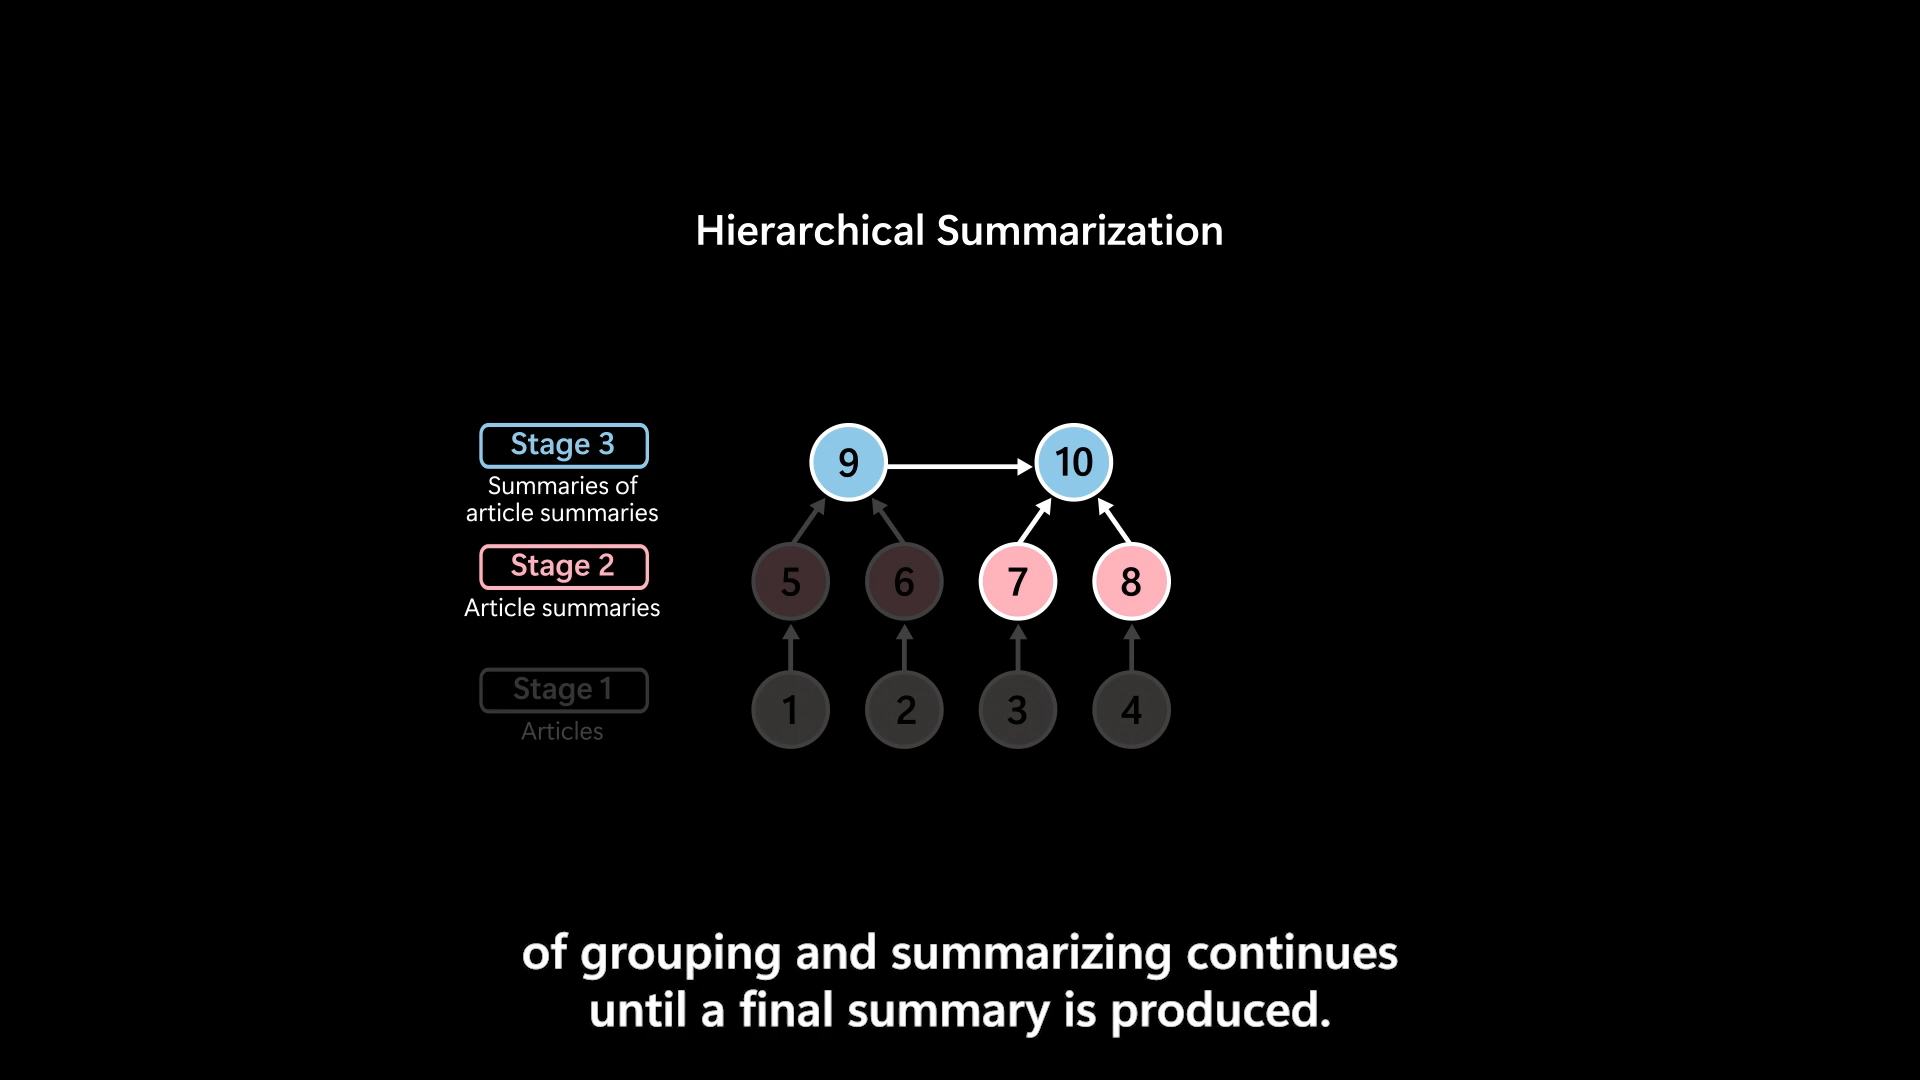 Hierarchical Summarization
Stage 3
Summaries of
article summaries
9
10
Stage 2
Article summaries
5
6
7
8
Stage 1
Articles
1
2
3
4
of grouping and summarizing continues
until a final summary is produced.